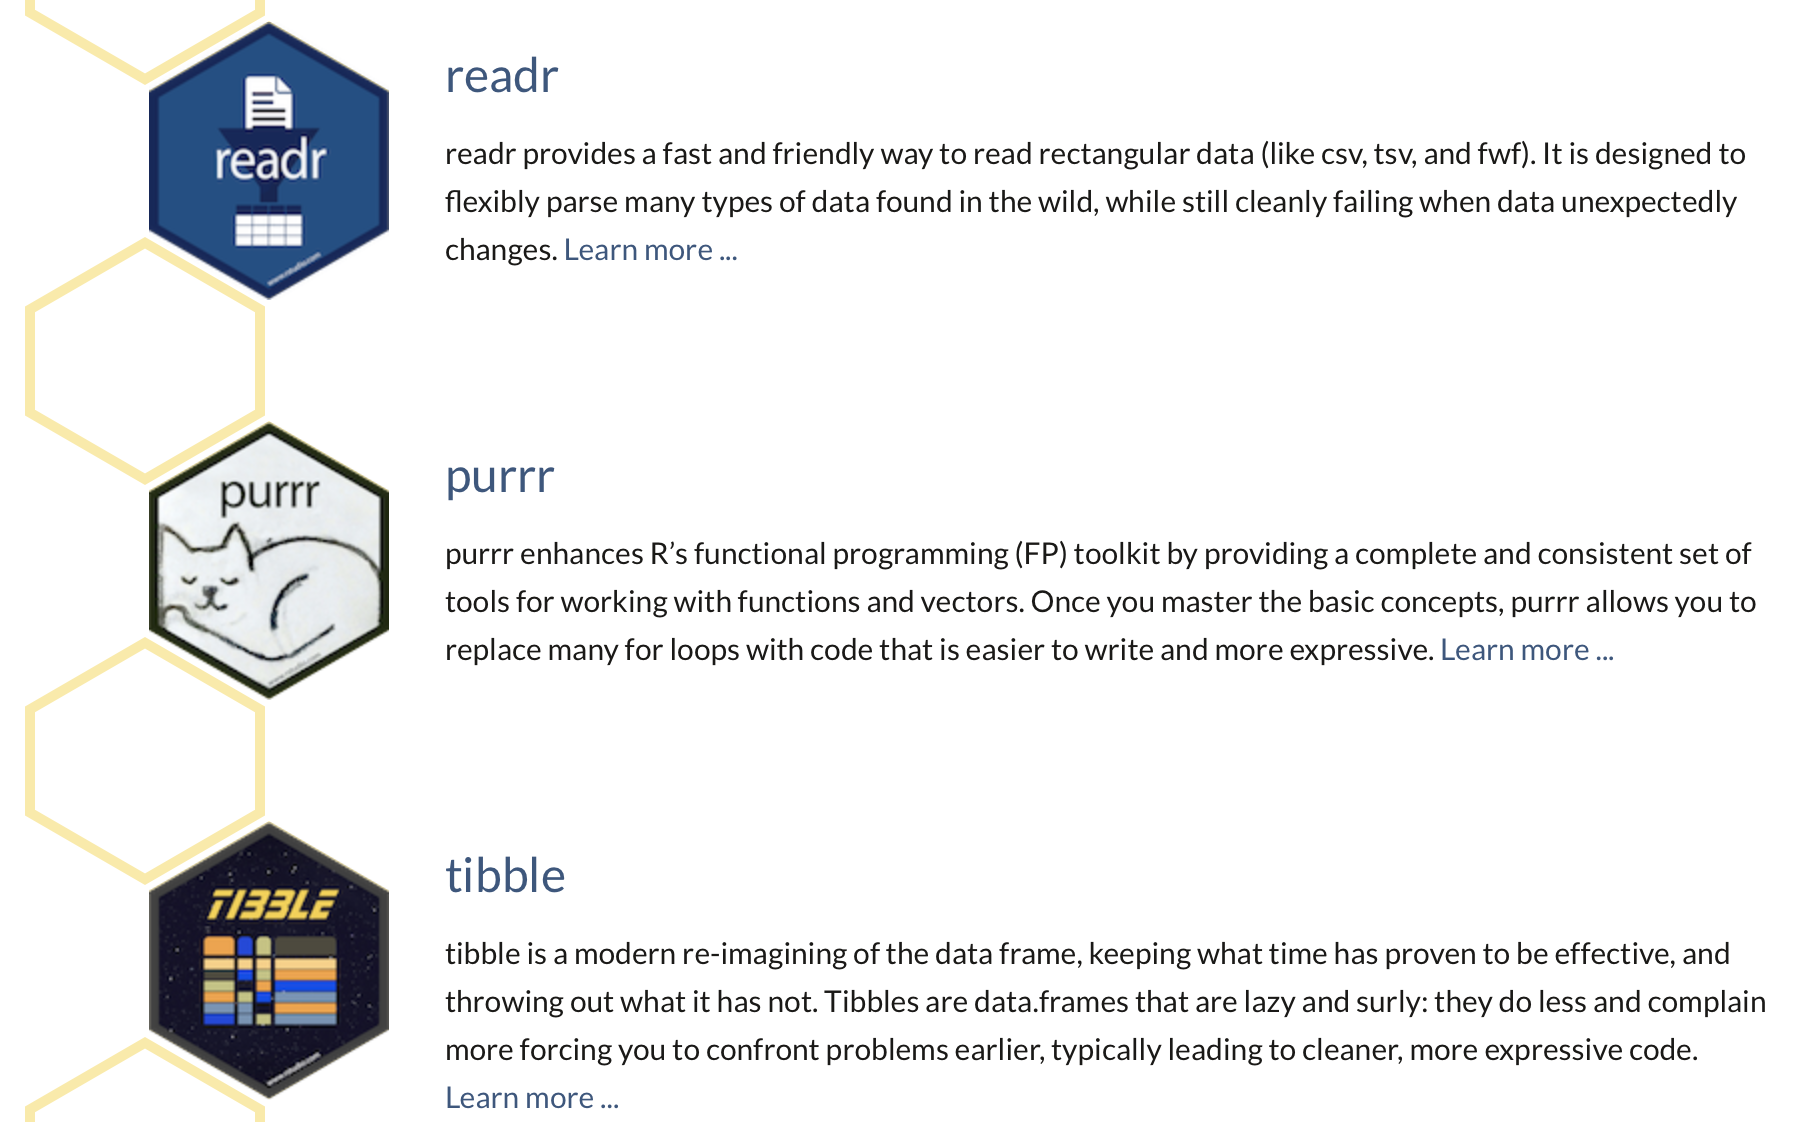 readr
readr
readr provides a fast and friendly way to read rectangular data (like csv, tsv, and fwf). It is designed to
flexibly parse many types of data found in the wild, while still cleanly failing when data unexpectedly
changes. Learn more ...
purrr
purrr
purrr enhances R’s functional programming (FP) toolkit by providing a complete and consistent set of
tools for working with functions and vectors. Once you master the basic concepts, purrr allows you to
replace many for loops with code that is easier to write and more expressive. Learn more ...
TIBBLE
tibble
tibble is a modern re-imagining of the data frame, keeping what time has proven to be effective, and
throwing out what it has not. Tibbles are data.frames that are lazy and surly: they do less and complain
more forcing you to confront problems earlier, typically leading to cleaner, more expressive code.
Learn more ...